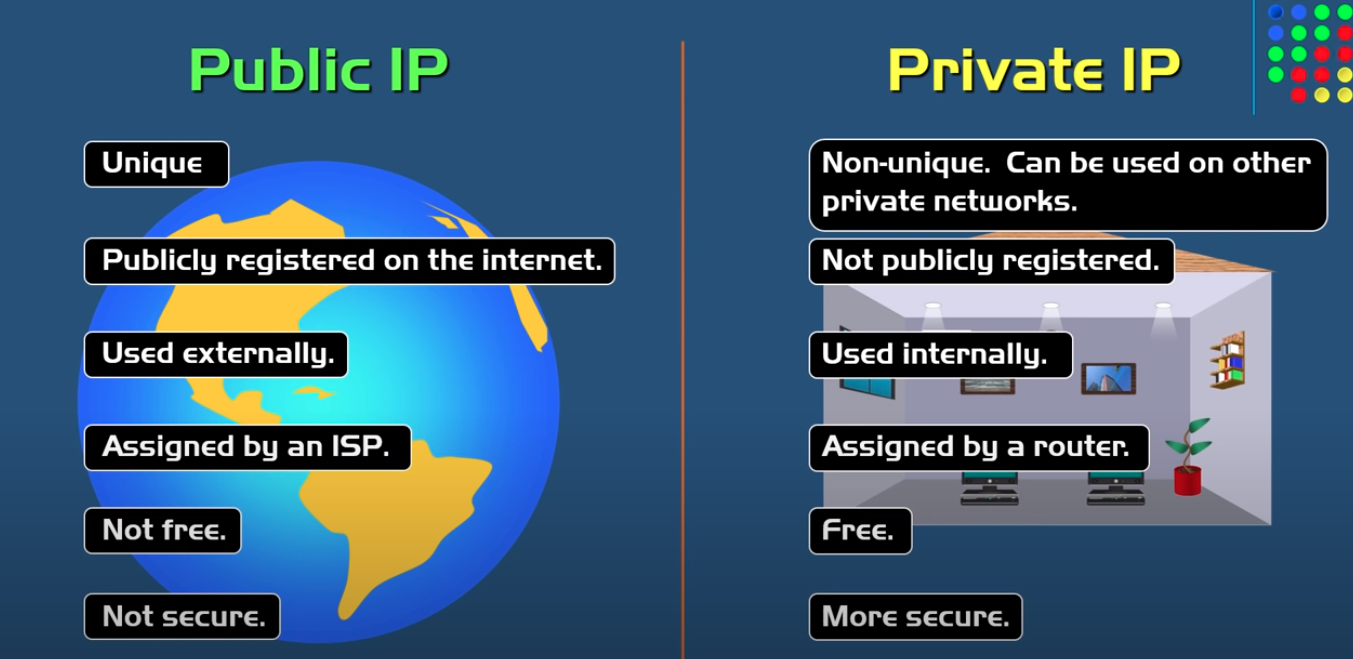 Public IP
Unique
Publicly registered on the internet.
Used externally.
Assigned by an ISP.
Not free.
Not secure.
Private IP
Non-unique. Can be used on other
private networks.
Not publicly registered.
Used internally.
Assigned by a router.
Free.
More secure.